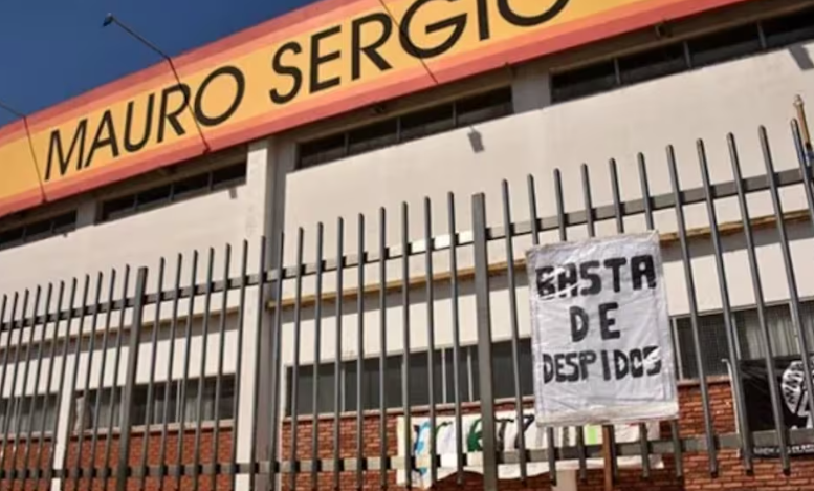 MAURO SERGIO
BASTA
DE
DESPIDOS